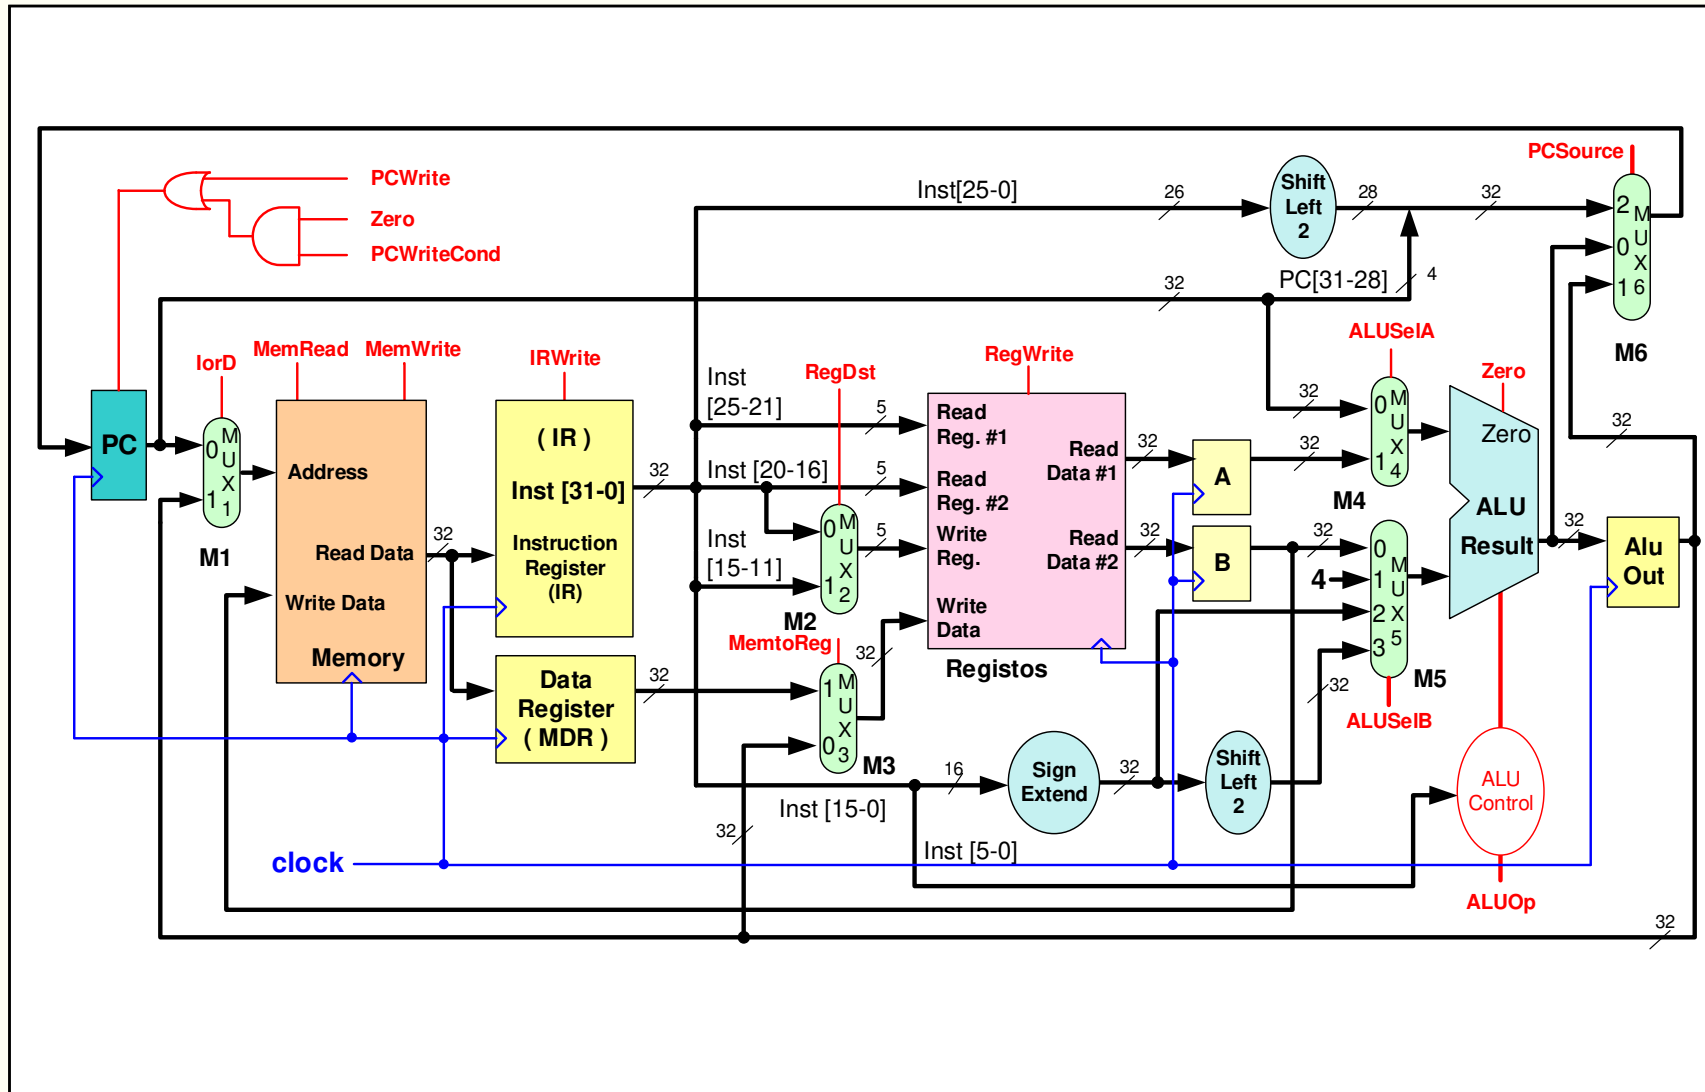 PCSource
PCWrite
Zero
PCWriteCond
Inst[25-0]
26
Shift
Left
2
28
32
2
0
1
M
U
X
6
M6
PC[31-28]
4
32
IorD
MemRead
MemWrite
IRWrite
RegDst
RegWrite
ALUSelA
Zero
PC
0
1
M
U
X
1
M1
Address
Read Data
Write Data
Memory
32
( IR )
Inst [31-0]
Instruction
Register
(IR)
32
Data
Register
( MDR )
32
Inst
[25-21]
5
Inst [20-16]
5
Inst
[15-11]
0
1
M
U
X
2
M2
5
MemtoReg
1
0
M
U
X
3
M3
32
Read
Reg. #1
Read
Reg. #2
Write
Reg.
Write
Data
Read
Data #1
Read
Data #2
Registos
32
32
A
B
32
32
32
0
1
M
U
X
4
M4
4
0
1
2
3
M
U
X
5
M5
ALUSelB
32
Zero
ALU
Result
32
32
Alu
Out
Inst [15-0]
16
Sign
Extend
32
Shift
Left
2
ALU
Control
ALUOp
Inst [5-0]
clock
32
32